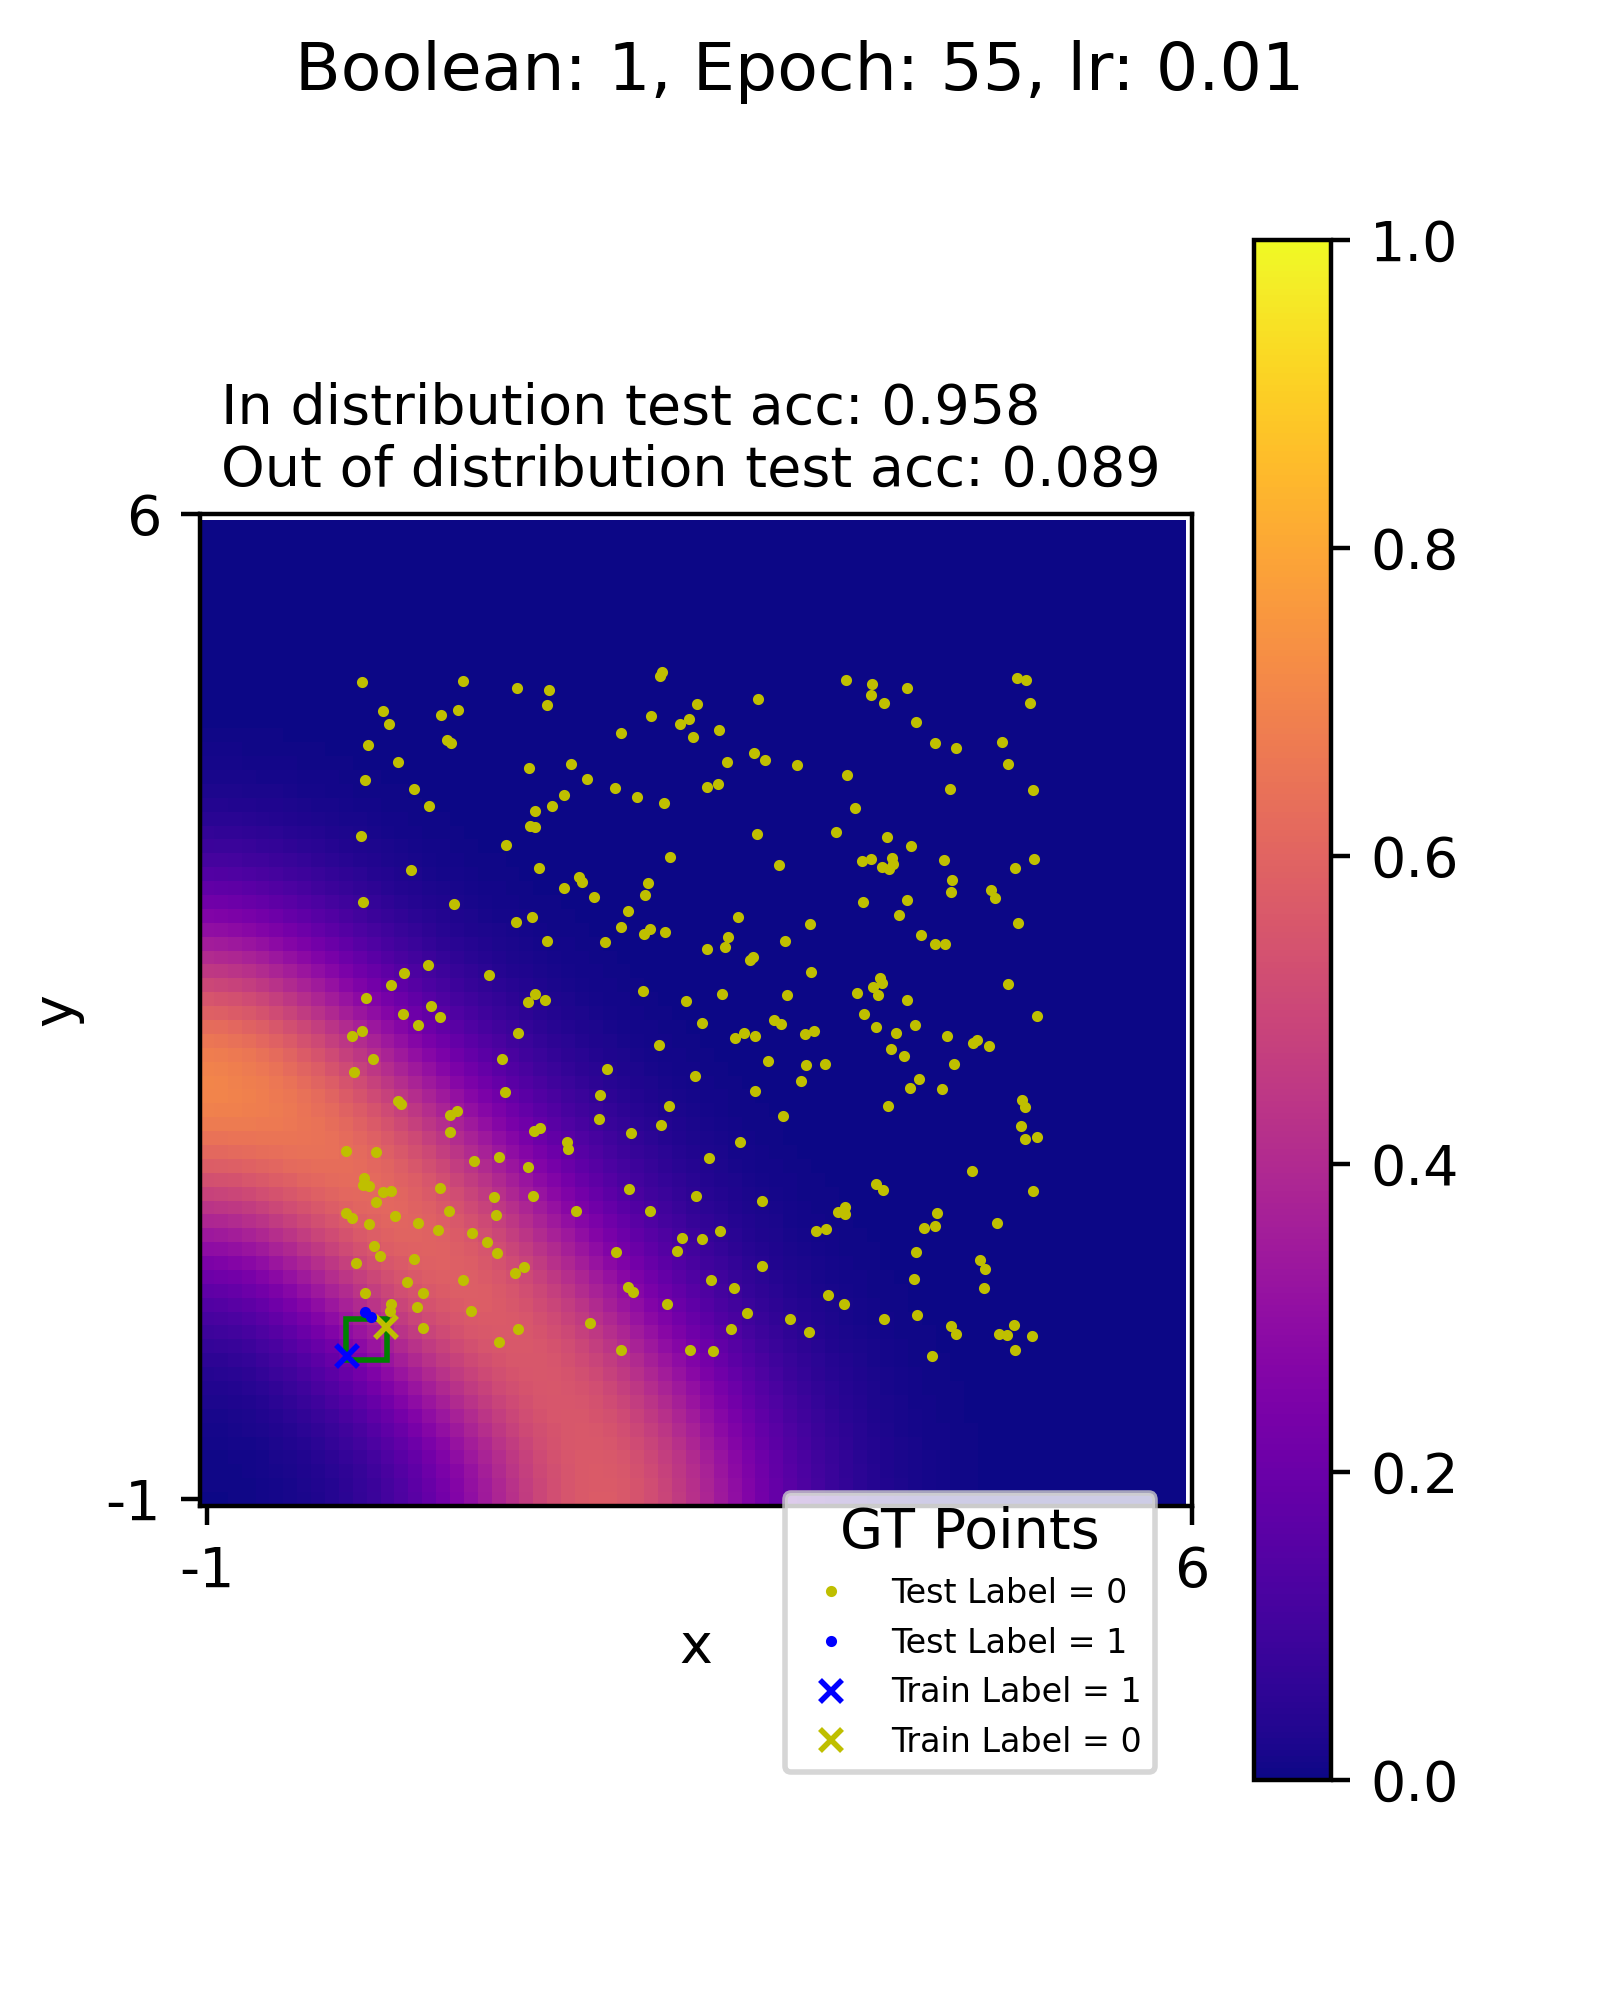 Boolean: 1, Epoch: 55, lr: 0.01
In distribution test acc: 0.958
Out of distribution test acc: 0.089
6
y
-1
-1
6
x
GT Points
Test Label = 0
Test Label = 1
Train Label = 1
Train Label = 0
1.0
0.8
0.6
0.4
0.2
0.0